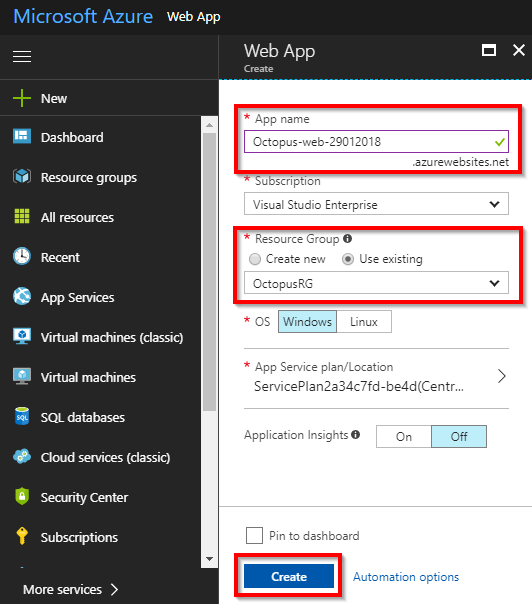 Microsoft Azure Web App
New
Dashboard
Resource groups
All resources
Recent
App Services
Virtual machines (classic)
Virtual machines
SQL databases
Cloud services (classic)
Security Center
Subscriptions
More services
Web App
Create
* App name
Octopus-web-29012018
.azurewebsites.net
* Subscription
Visual Studio Enterprise
* Resource Group
Create new Use existing
OctopusRG
* OS Windows Linux
* App Service plan/Location
ServicePlan2a34c7fd-be4d(Centr...
Application Insights On Off
Pin to dashboard
Create Automation options